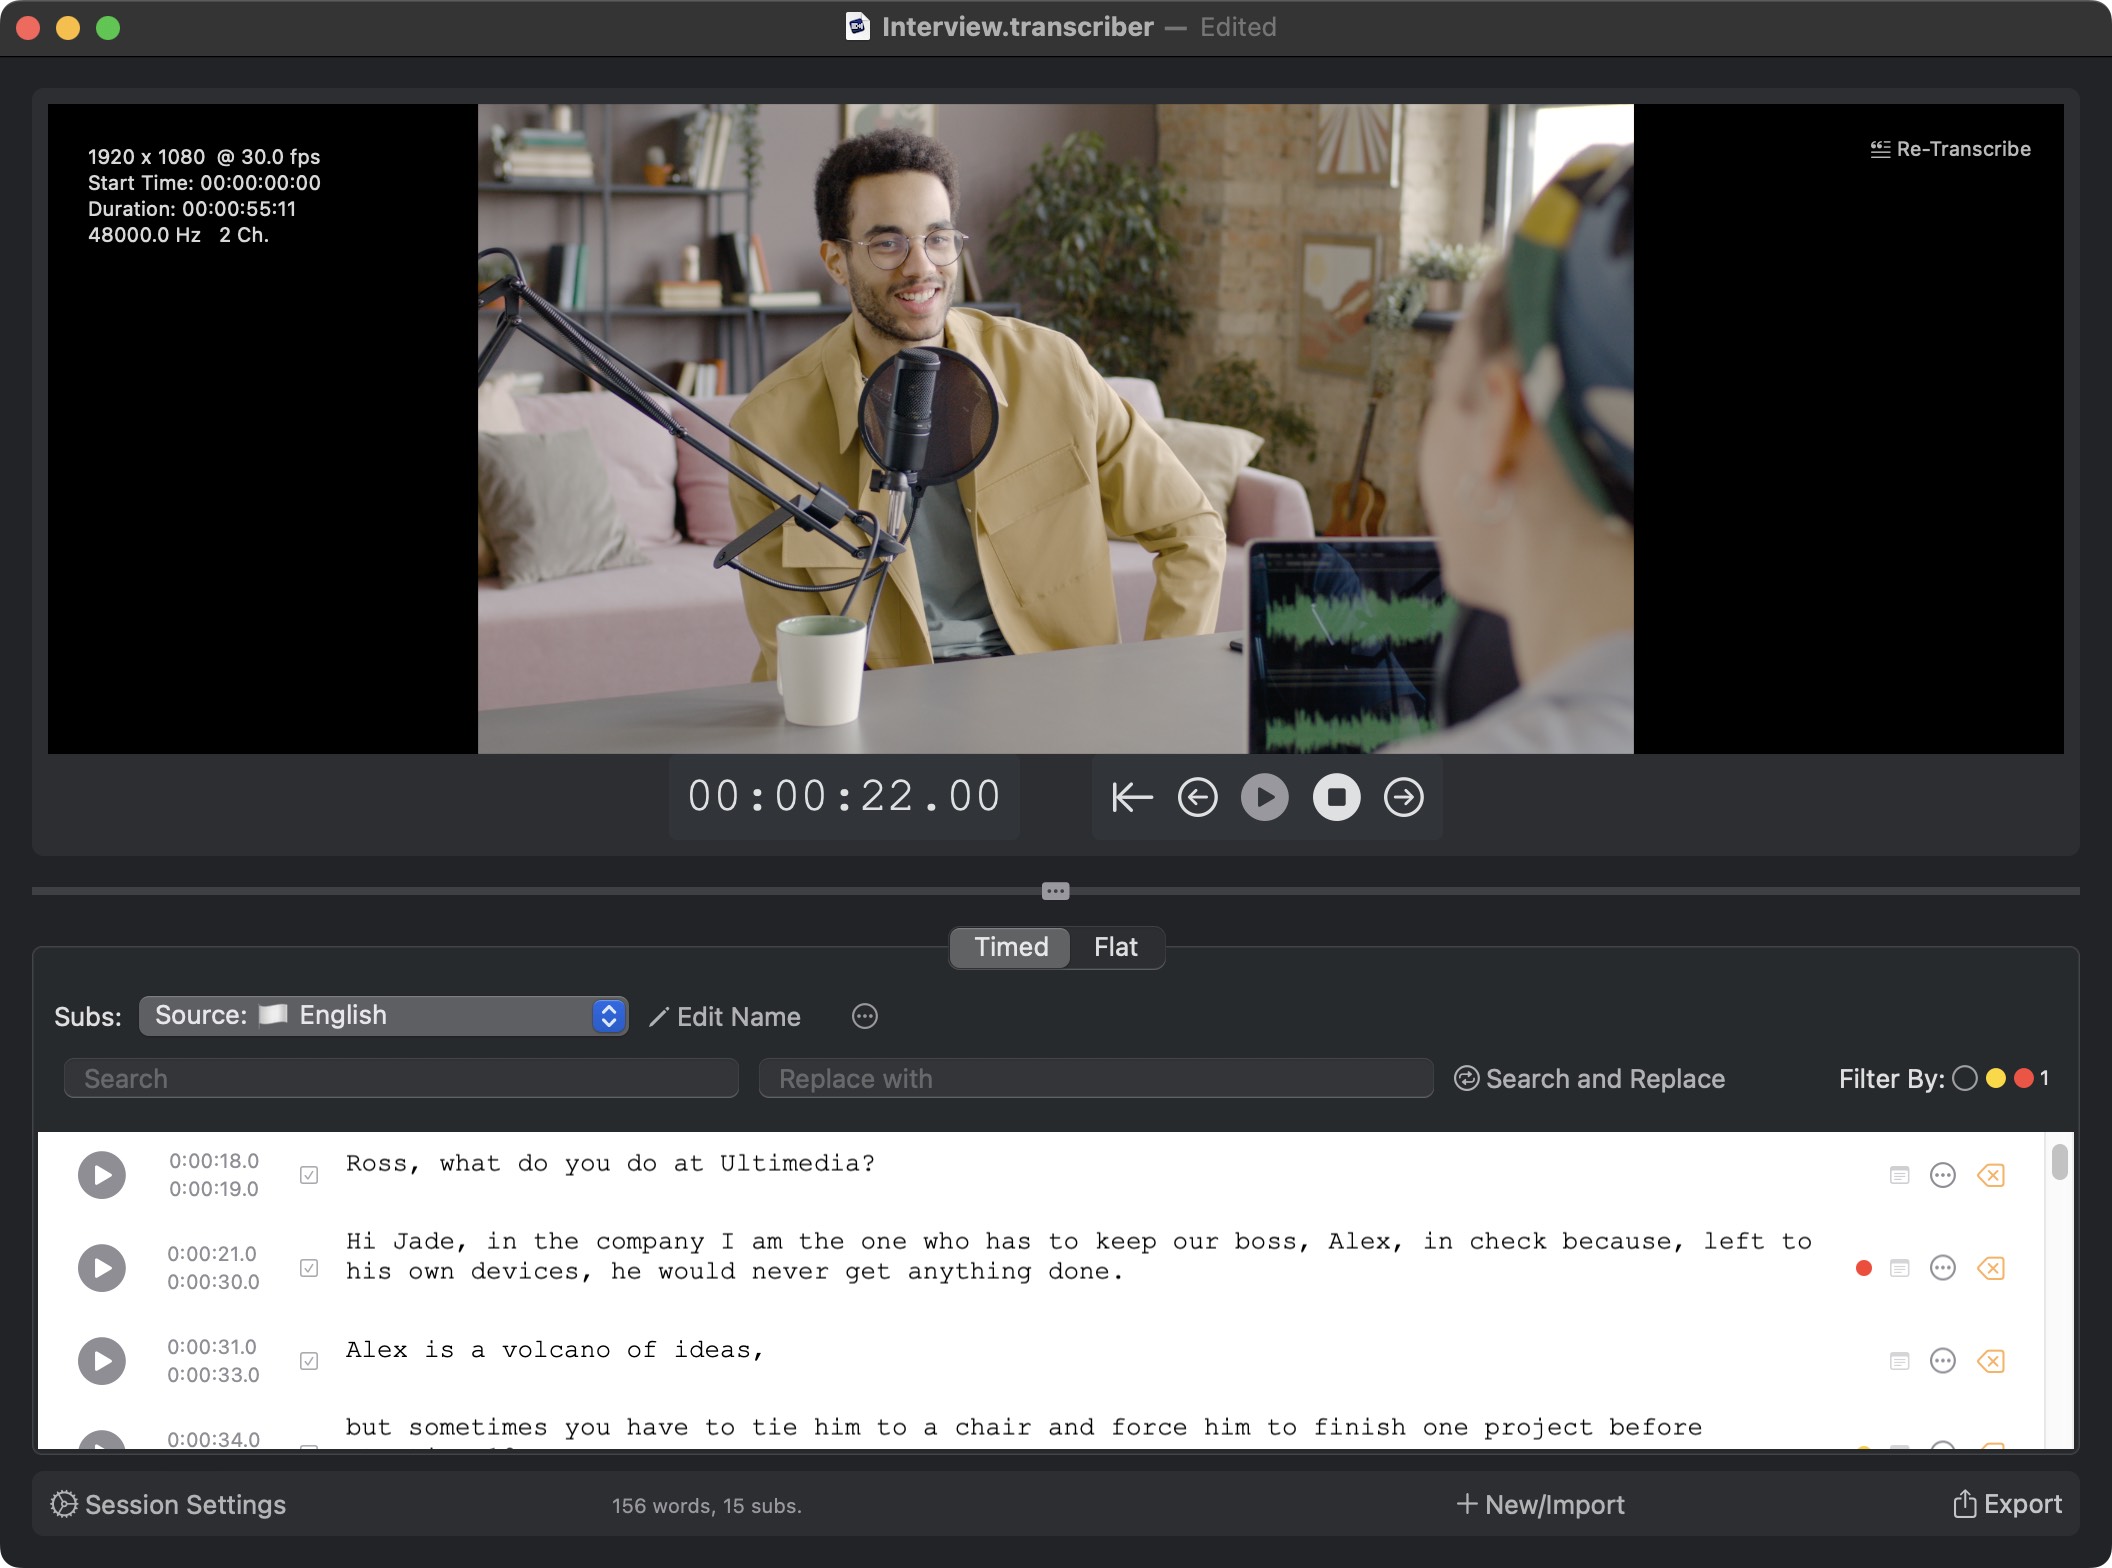 Interview.transcriber — Edited
1920 x 1080 @ 30.0 fps
Start Time: 00:00:00:00
Duration: 00:00:55:11
48000.0 Hz 2 Ch.
Re-Transcribe
00:00:22.00
Timed Flat
Subs: Source: English Edit Name
Search Replace with Search and Replace Filter By: 1
0:00:18.0
0:00:19.0
Ross, what do you do at Ultimedia?
0:00:21.0
0:00:30.0
Hi Jade, in the company I am the one who has to keep our boss, Alex, in check because, left to
his own devices, he would never get anything done.
0:00:31.0
0:00:33.0
Alex is a volcano of ideas,
0:00:34.0
but sometimes you have to tie him to a chair and force him to finish one project before
Session Settings 156 words, 15 subs. New/Import Export